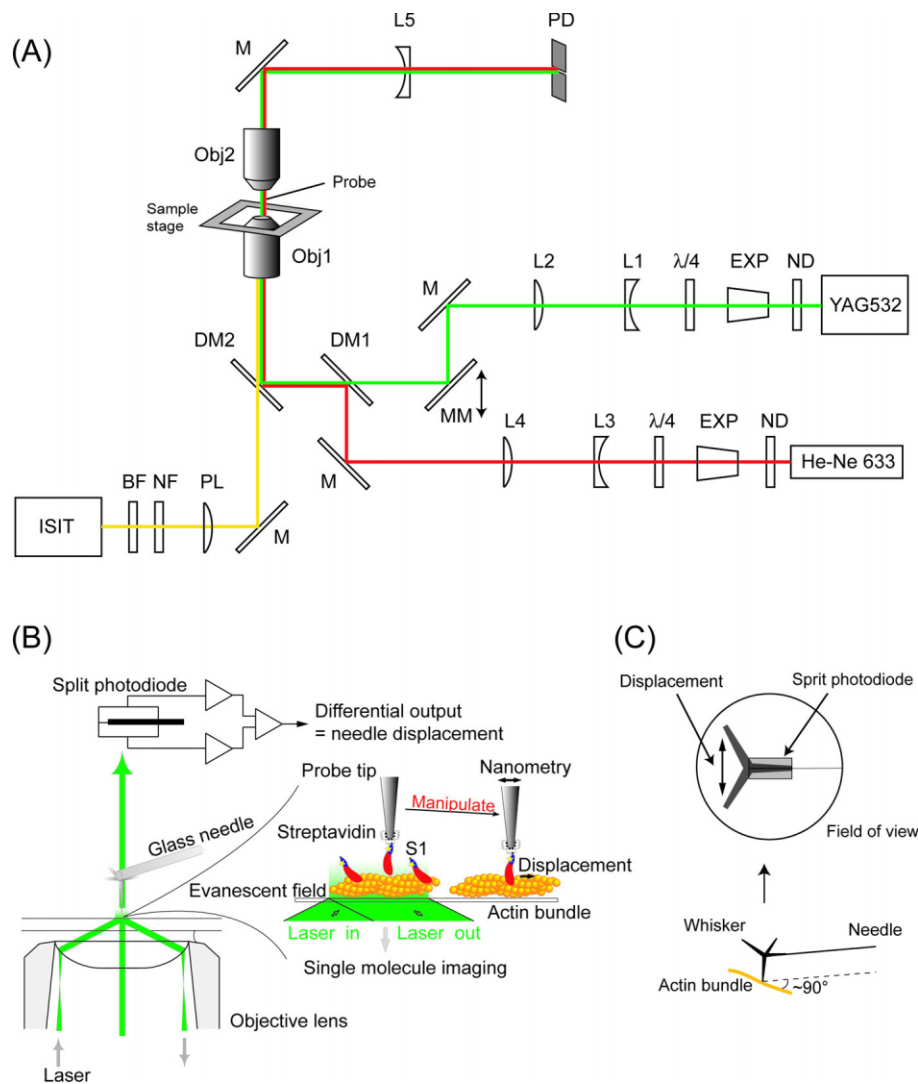 (A)
M
L5
PD
Obj2
Probe
Sample
stage
Obj1
M
L2
L1
λ/4
EXP
ND
YAG532
DM2
DM1
MM
L4
L3
λ/4
EXP
ND
He-Ne 633
M
BF
NF
PL
ISIT
M
(B)
Split photodiode
Differential output
= needle displacement
Probe tip
Nanometry
Manipulate
Glass needle
Streptavidin
S1
Displacement
Evanescent field
Actin bundle
Laser in
Laser out
Single molecule imaging
Objective lens
Laser
(C)
Displacement
Sprit photodiode
Field of view
Whisker
Needle
Actin bundle
~90°